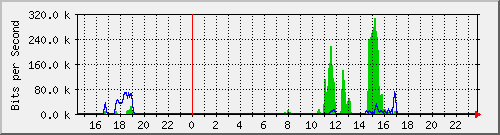 Bits per Second
320.0 k
240.0 k
160.0 k
80.0 k
0.0 k
16 18 20 22 0 2 4 6 8 10 12 14 16 18 20 22